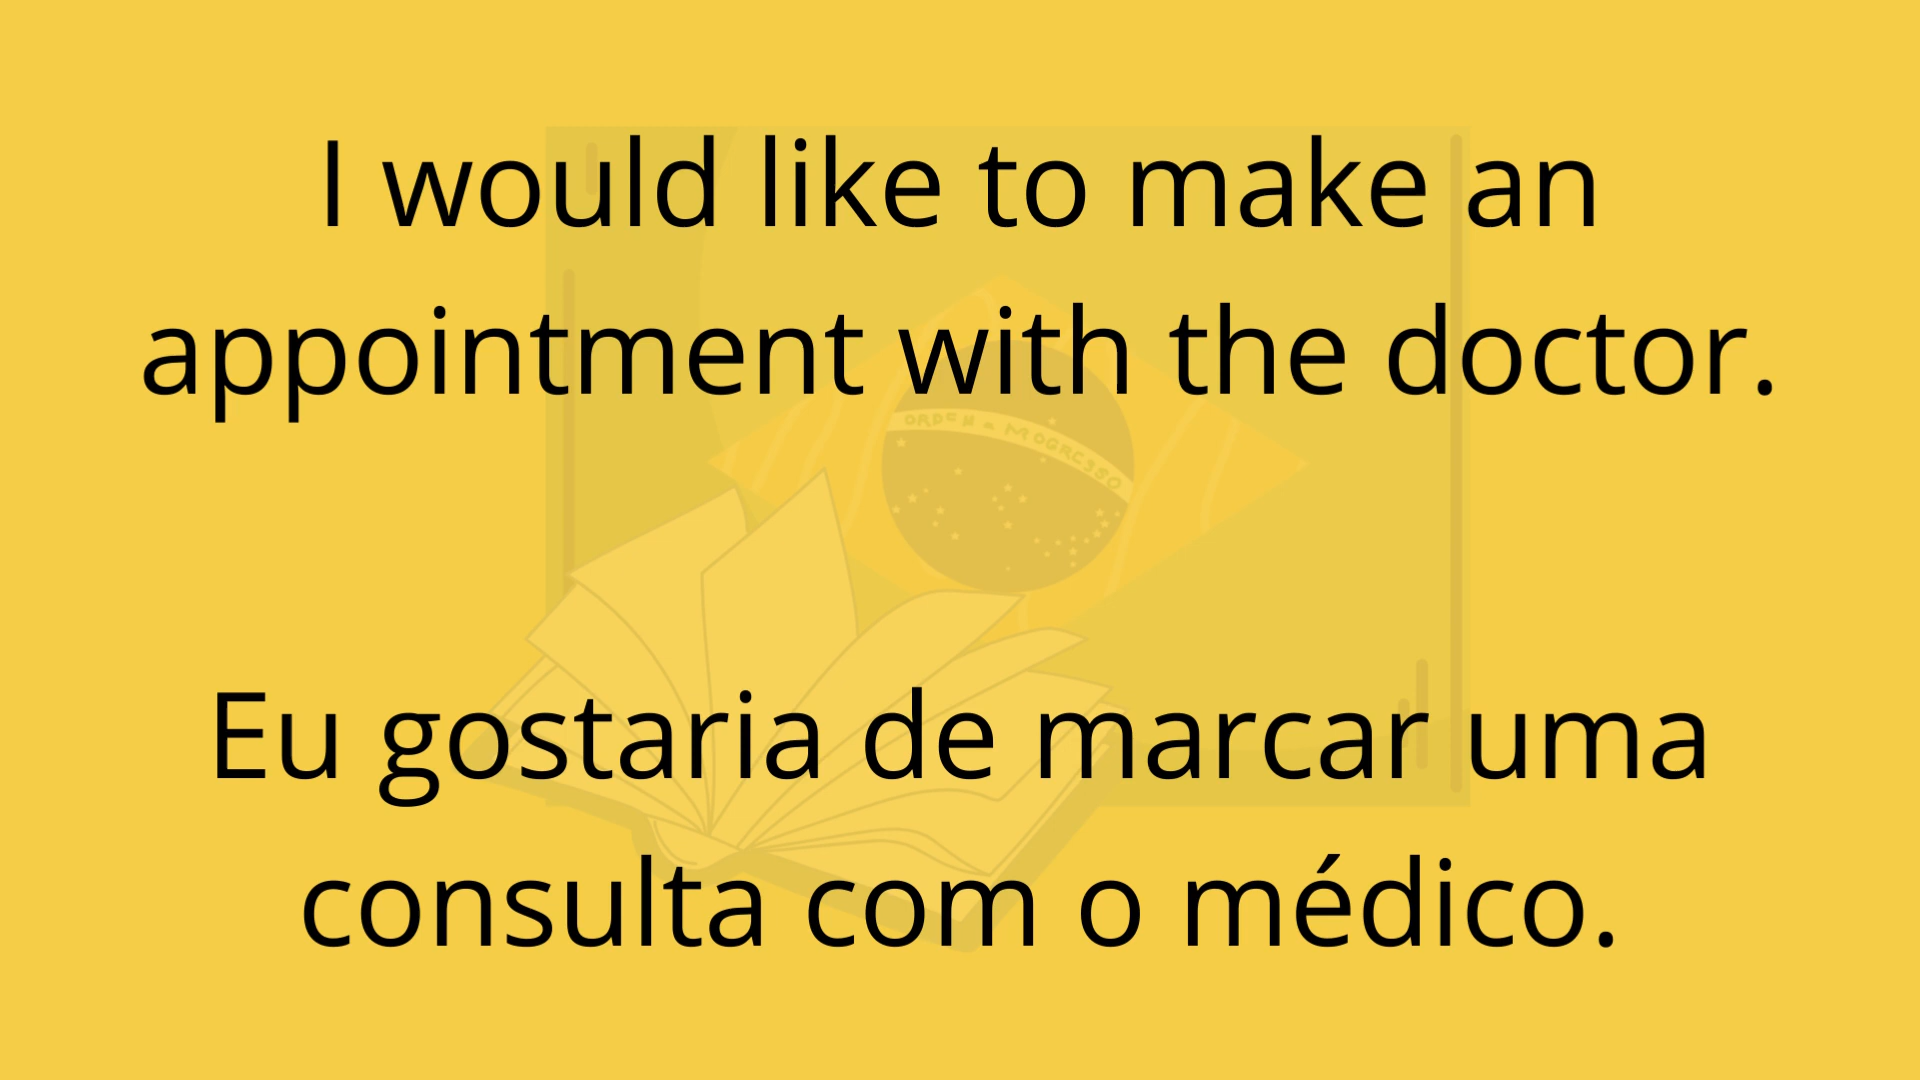 I would like to make an
appointment with the doctor.
Eu gostaria de marcar uma
consulta com o médico.